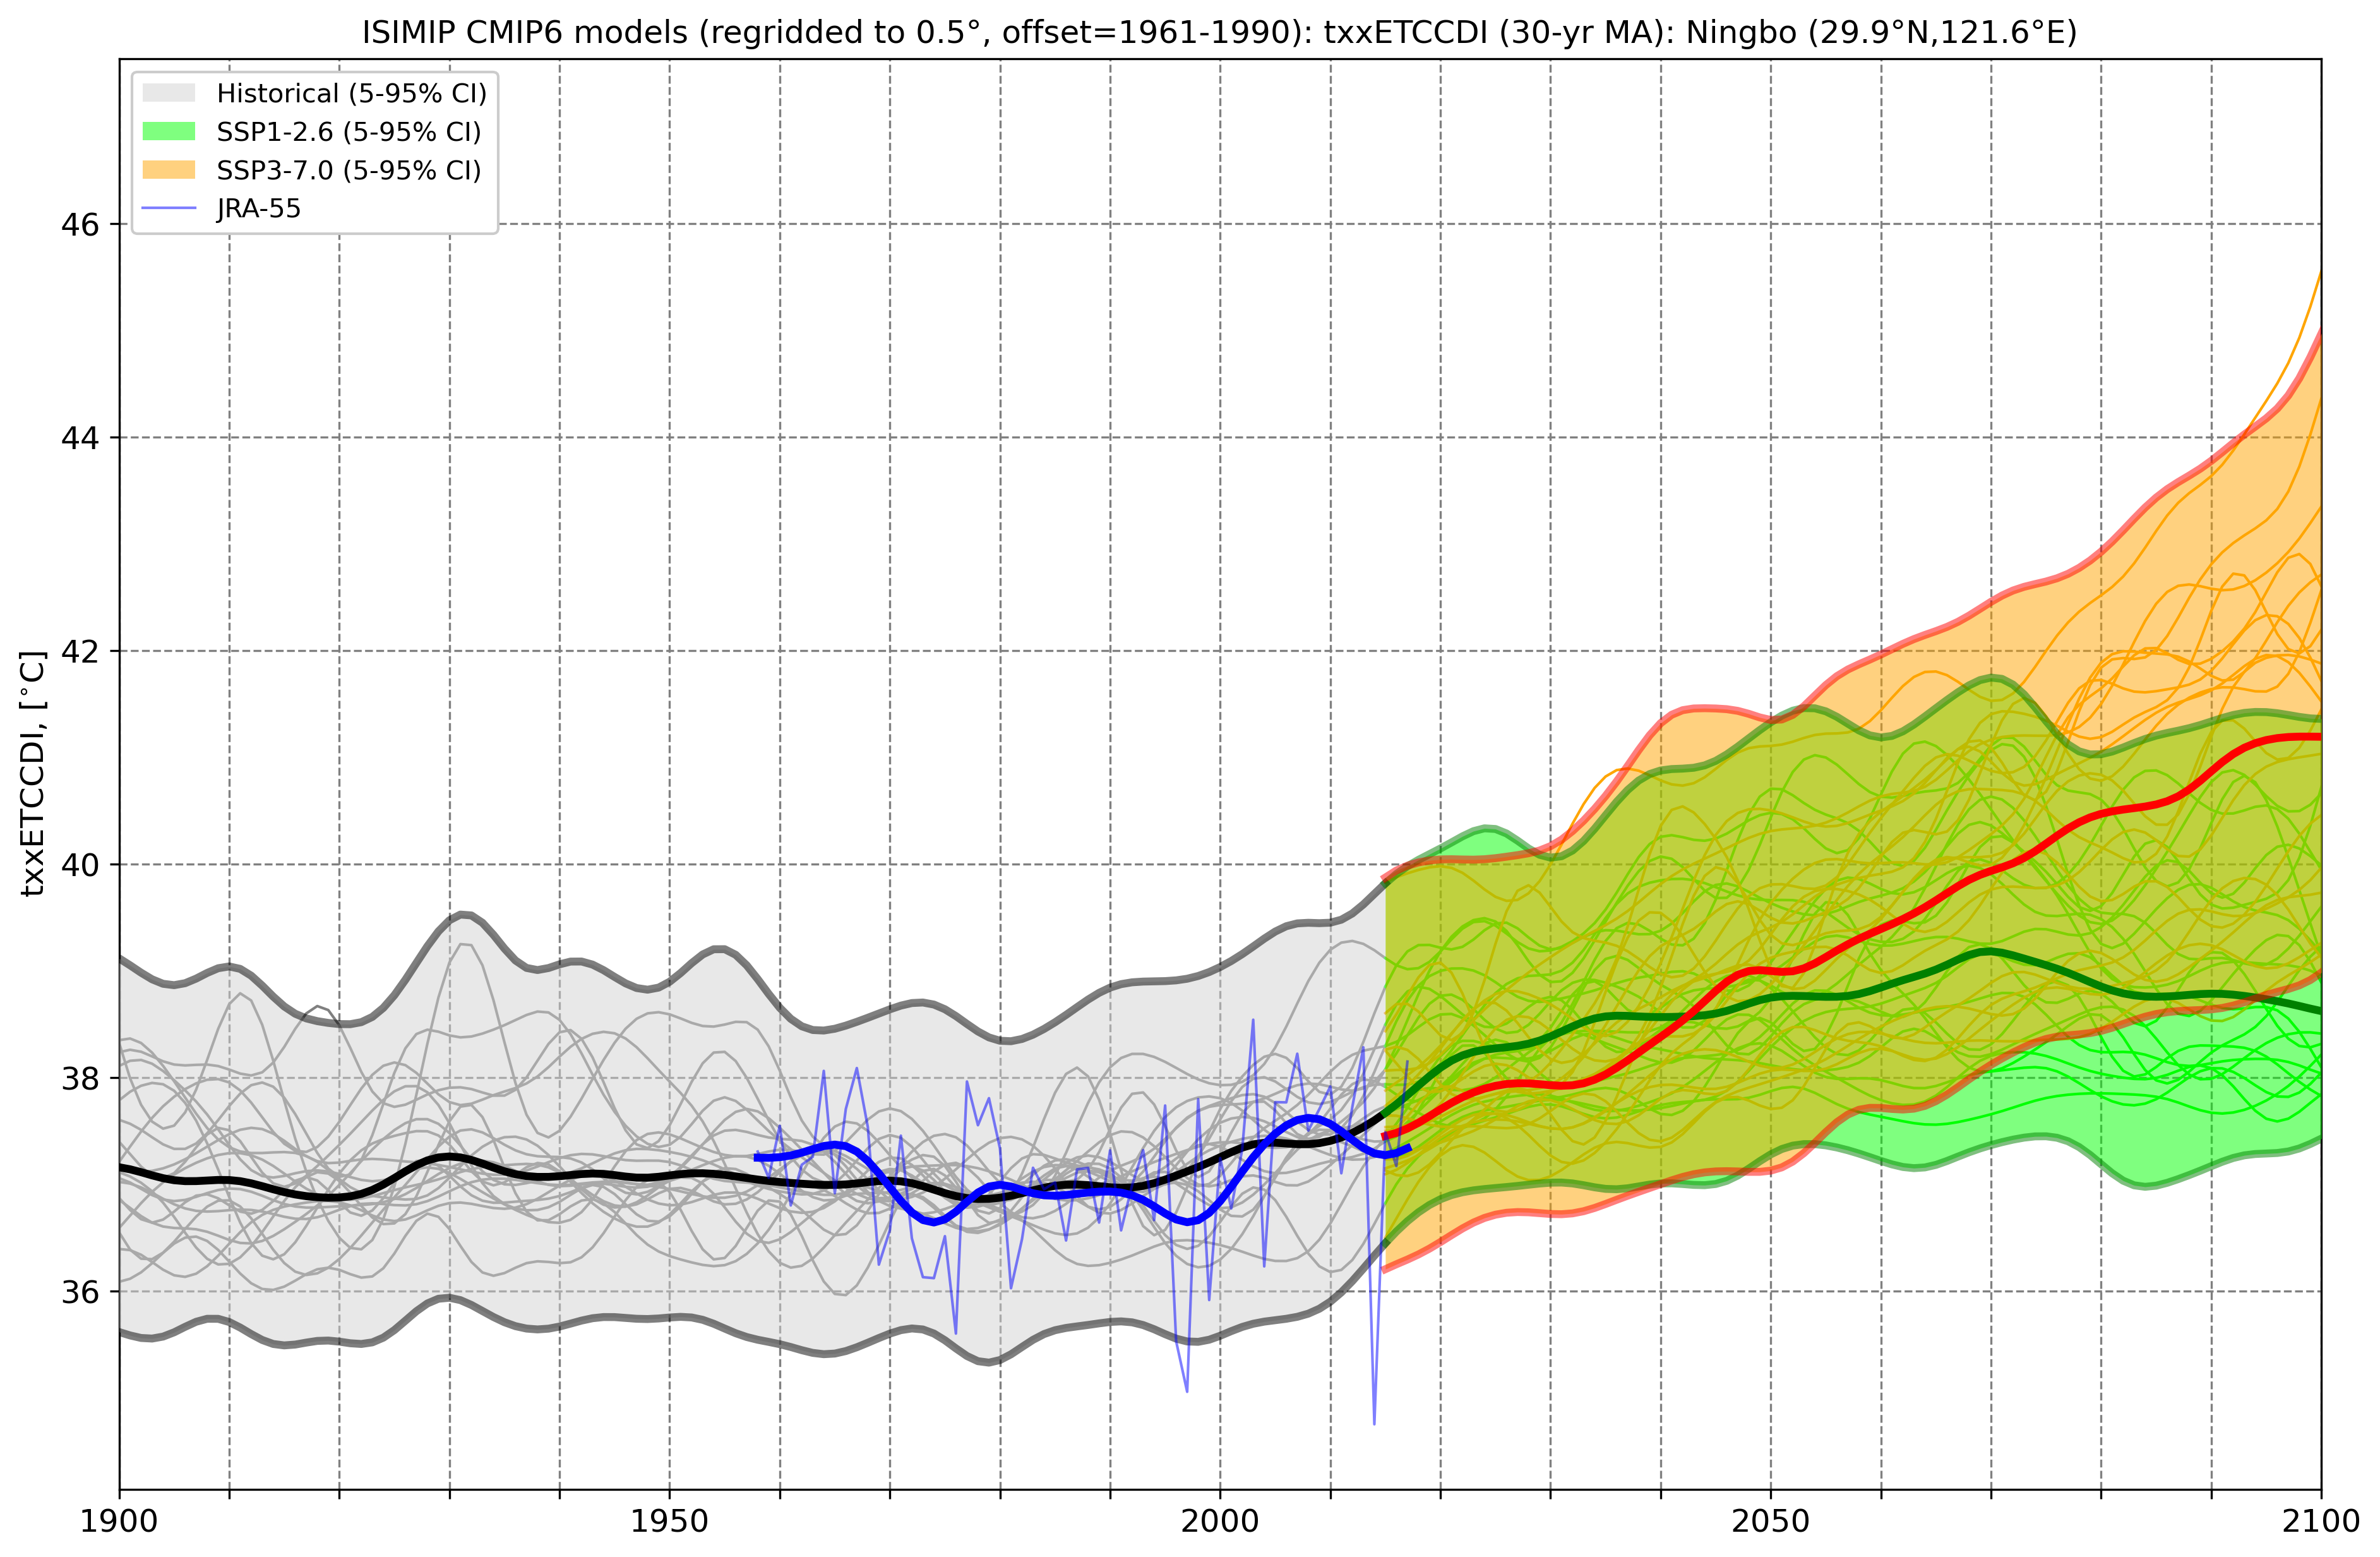 ISIMIP CMIP6 models (regridded to 0.5°, offset=1961-1990): txxETCCDI (30-yr MA): Ningbo (29.9°N,121.6°E)
Historical (5-95% CI)
SSP1-2.6 (5-95% CI)
SSP3-7.0 (5-95% CI)
JRA-55
txxETCCDI, [°C]
46
44
42
40
38
36
1900
1950
2000
2050
2100